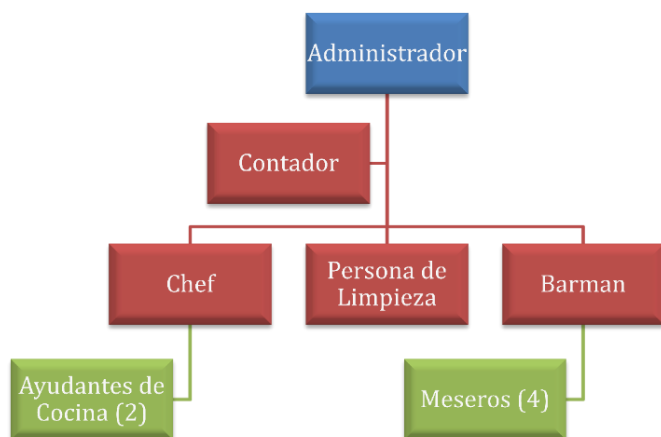 Administrador
Contador
Chef
Persona de
Limpieza
Barman
Ayudantes de
Cocina (2)
Meseros (4)